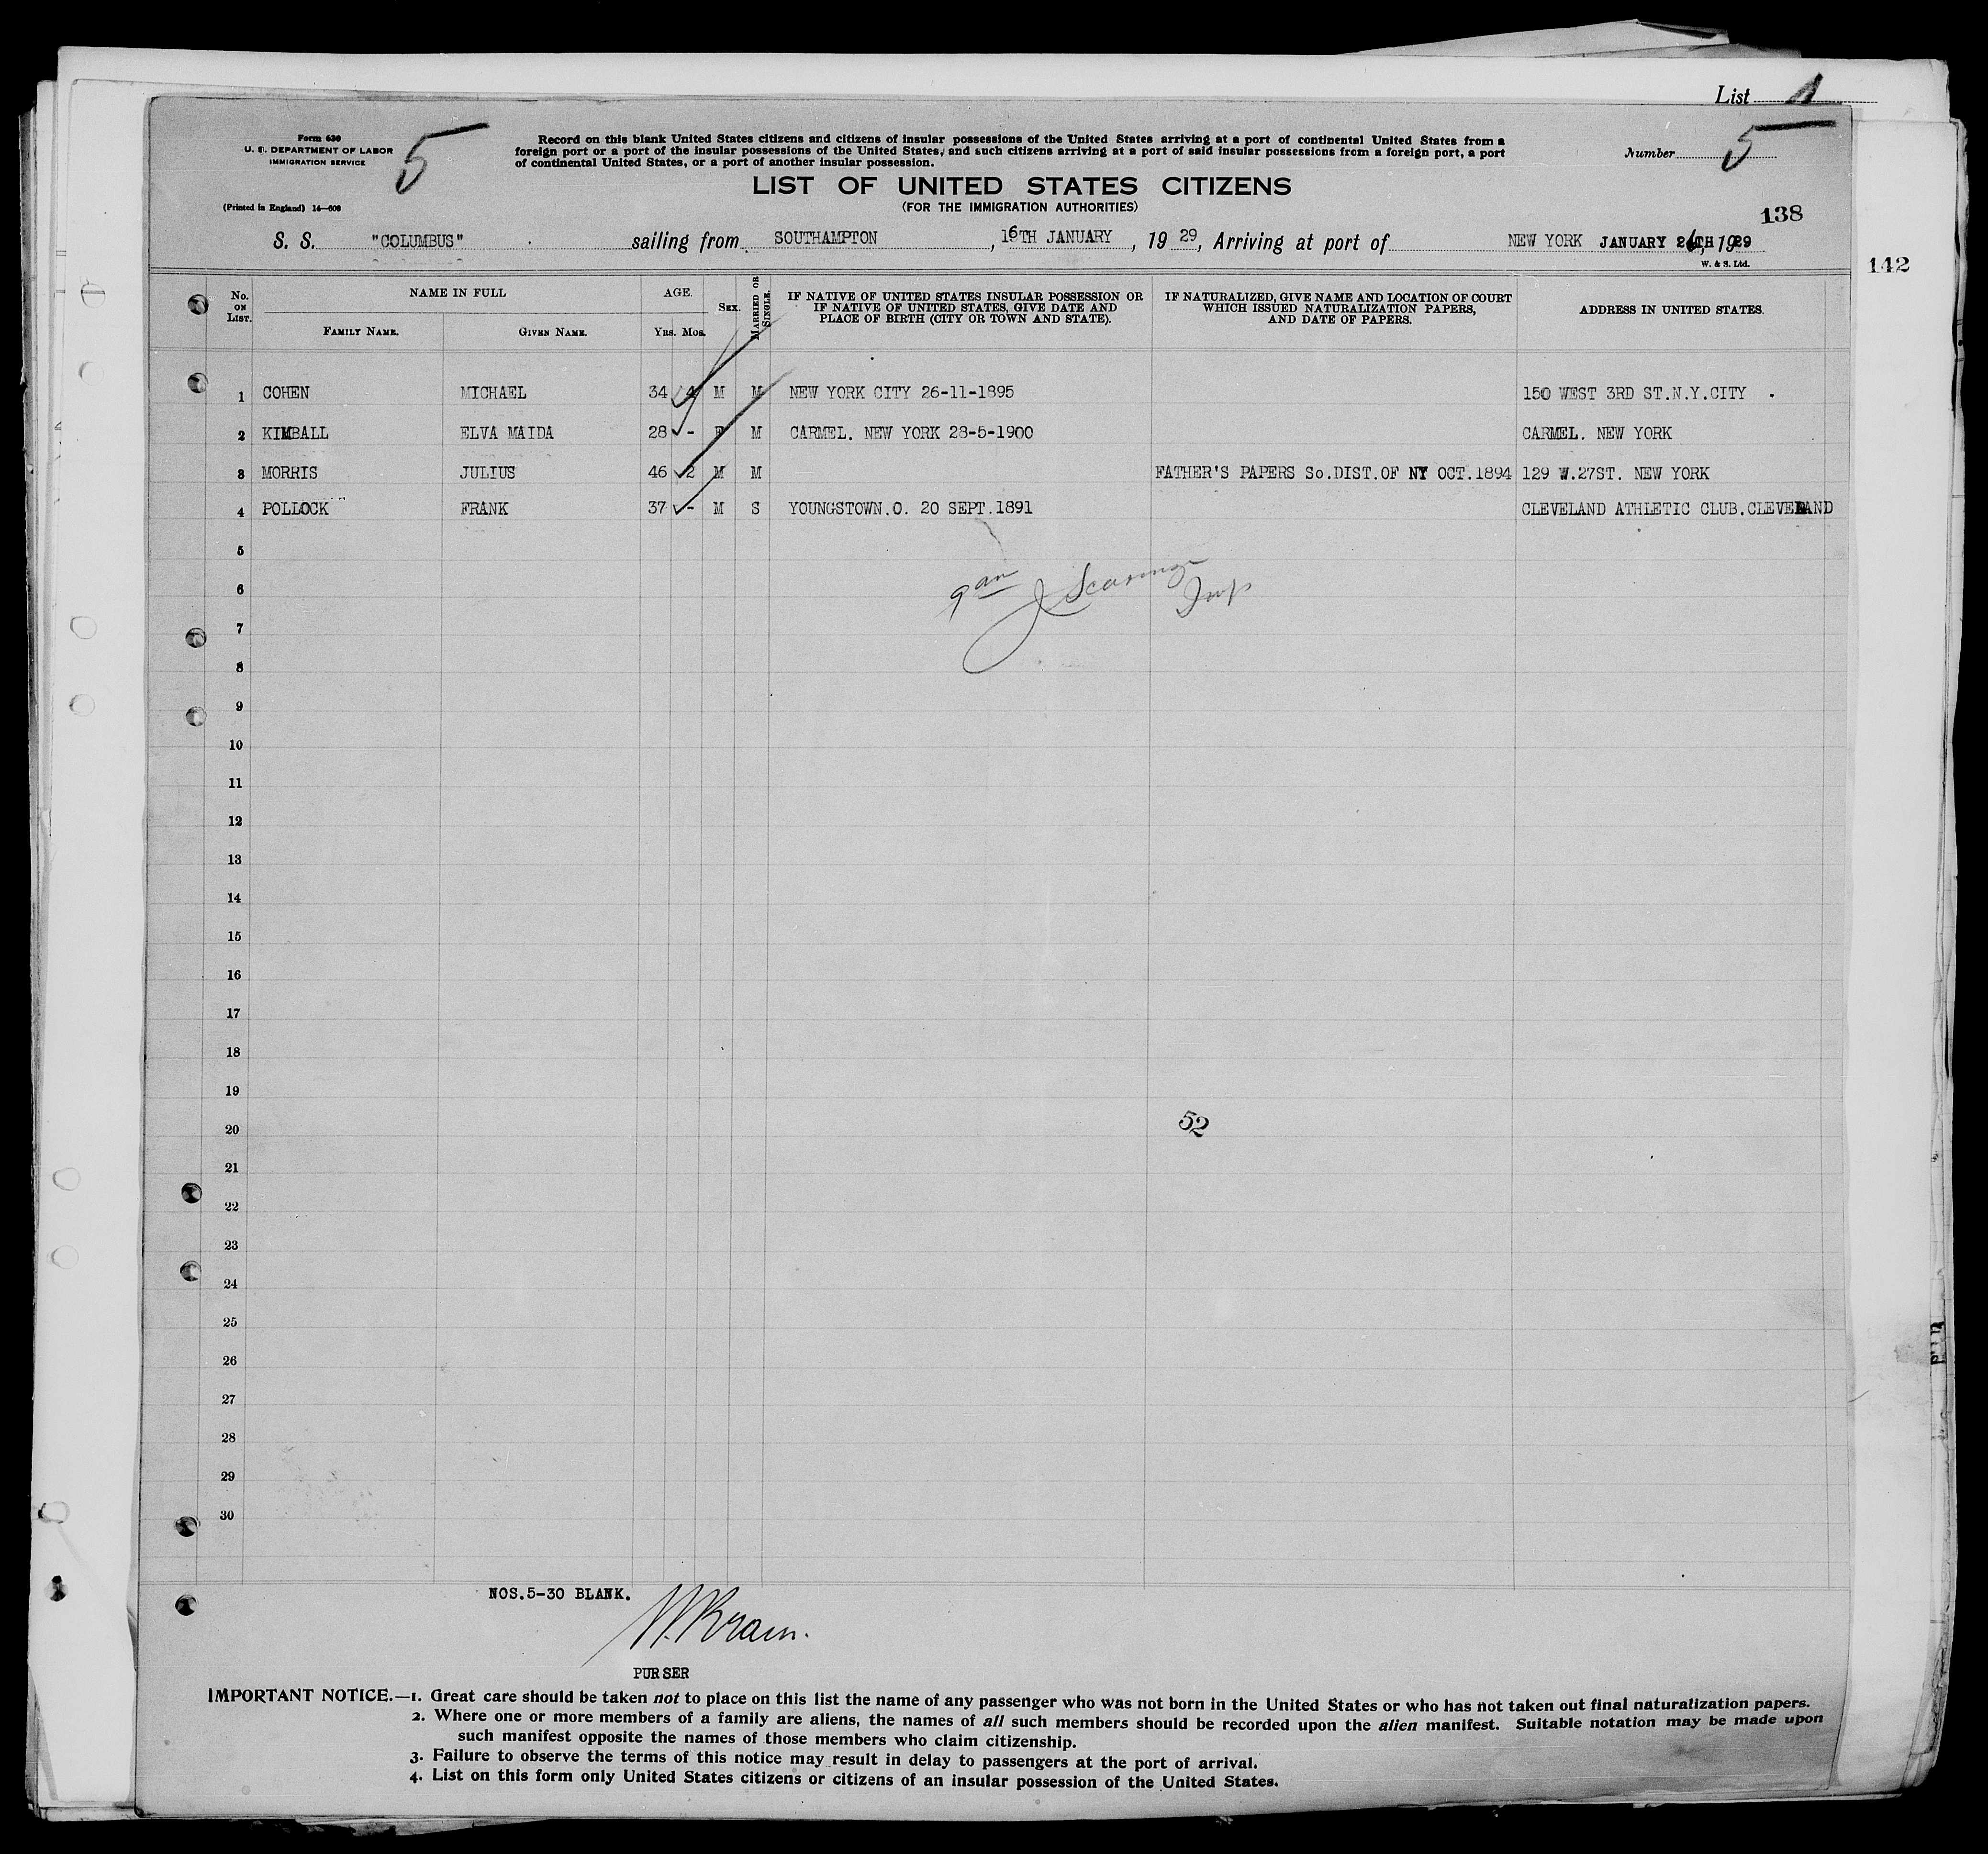 List
Form 630
U. S. DEPARTMENT OF LABOR
IMMIGRATION SERVICE
5
Record on this blank United States citizens and citizens of insular possessions of the United States arriving at a port of continental United States from a
foreign port or a port of the insular possessions of the United States, and such citizens arriving at a port of said insular possessions from a foreign port, a port
of continental United States, or a port of another insular possession.
Number 5
LIST OF UNITED STATES CITIZENS
(Printed in England) 14—608
(FOR THE IMMIGRATION AUTHORITIES)
138
S. S. "COLUMBUS" sailing from SOUTHAMPTON, 16TH JANUARY, 19 29, Arriving at port of NEW YORK JANUARY 26TH, 1929
W. & S. Ltd.
142
No. ON LIST. NAME IN FULL AGE. SEX. MARRIED OR SINGLE. IF NATIVE OF UNITED STATES INSULAR POSSESSION OR IF NATIVE OF UNITED STATES, GIVE DATE AND PLACE OF BIRTH (CITY OR TOWN AND STATE). IF NATURALIZED, GIVE NAME AND LOCATION OF COURT WHICH ISSUED NATURALIZATION PAPERS, AND DATE OF PAPERS. ADDRESS IN UNITED STATES.
FAMILY NAME. GIVEN NAME. Yrs. Mos.
1 COHEN MICHAEL 34 4 M M NEW YORK CITY 26-11-1895 150 WEST 3RD ST.N.Y.CITY .
2 KIMBALL ELVA MAIDA 28 - F M CARMEL. NEW YORK 28-5-1900 CARMEL. NEW YORK
3 MORRIS JULIUS 46 2 M M FATHER'S PAPERS So.DIST.OF NY OCT.1894 129 W.27ST. NEW YORK
4 POLLOCK FRANK 37 - M S YOUNGSTOWN.O. 20 SEPT.1891 CLEVELAND ATHLETIC CLUB.CLEVELAND
5
6
7
8
9
10
11
12
13
14
15
16
17
18
19
52
20
21
22
23
24
25
26
27
28
29
30
NOS.5-30 BLANK.
PURSER
IMPORTANT NOTICE.—1. Great care should be taken not to place on this list the name of any passenger who was not born in the United States or who has not taken out final naturalization papers.
2. Where one or more members of a family are aliens, the names of all such members should be recorded upon the alien manifest. Suitable notation may be made upon
such manifest opposite the names of those members who claim citizenship.
3. Failure to observe the terms of this notice may result in delay to passengers at the port of arrival.
4. List on this form only United States citizens or citizens of an insular possession of the United States.